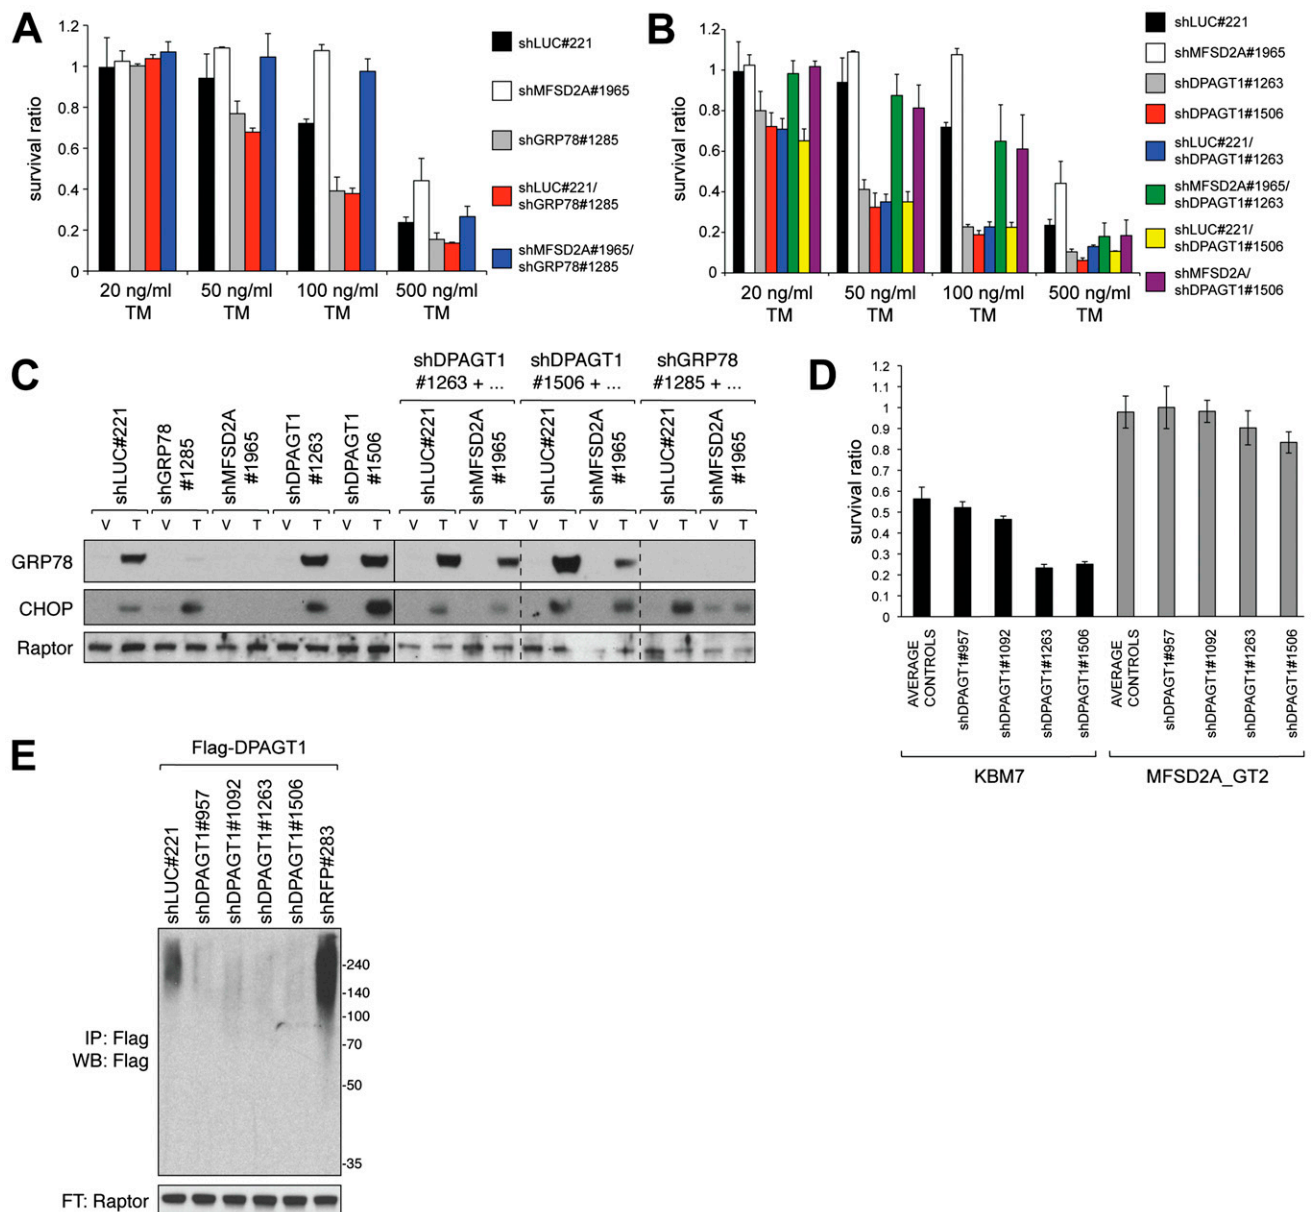 A
survival ratio
1.2
1
0.8
0.6
0.4
0.2
0
20 ng/ml
TM
50 ng/ml
TM
100 ng/ml
TM
500 ng/ml
TM
shLUC#221
shMFSD2A#1965
shGRP78#1285
shLUC#221/
shGRP78#1285
shMFSD2A#1965/
shGRP78#1285
B
survival ratio
1.2
1
0.8
0.6
0.4
0.2
0
20 ng/ml
TM
50 ng/ml
TM
100 ng/ml
TM
500 ng/ml
TM
shLUC#221
shMFSD2A#1965
shDPAGT1#1263
shDPAGT1#1506
shLUC#221/
shDPAGT1#1263
shMFSD2A#1965/
shDPAGT1#1263
shLUC#221/
shDPAGT1#1506
shMFSD2A/
shDPAGT1#1506
C
shDPAGT1
#1263 + ...
shDPAGT1
#1506 + ...
shGRP78
#1285 + ...
shLUC#221
shGRP78
#1285
shMFSD2A
#1965
shDPAGT1
#1263
shDPAGT1
#1506
shLUC#221
shMFSD2A
#1965
shLUC#221
shMFSD2A
#1965
shLUC#221
shMFSD2A
#1965
V T V T V T V T V T V T V T V T V T V T V T
GRP78
CHOP
Raptor
D
survival ratio
1.2
1.1
1
0.9
0.8
0.7
0.6
0.5
0.4
0.3
0.2
0.1
0
AVERAGE
CONTROLS
shDPAGT1#957
shDPAGT1#1092
shDPAGT1#1263
shDPAGT1#1506
AVERAGE
CONTROLS
shDPAGT1#957
shDPAGT1#1092
shDPAGT1#1263
shDPAGT1#1506
KBM7
MFSD2A_GT2
E
Flag-DPAGT1
shLUC#221
shDPAGT1#957
shDPAGT1#1092
shDPAGT1#1263
shDPAGT1#1506
shRFP#283
IP: Flag
WB: Flag
-240
-140
-100
-70
-50
-35
FT: Raptor